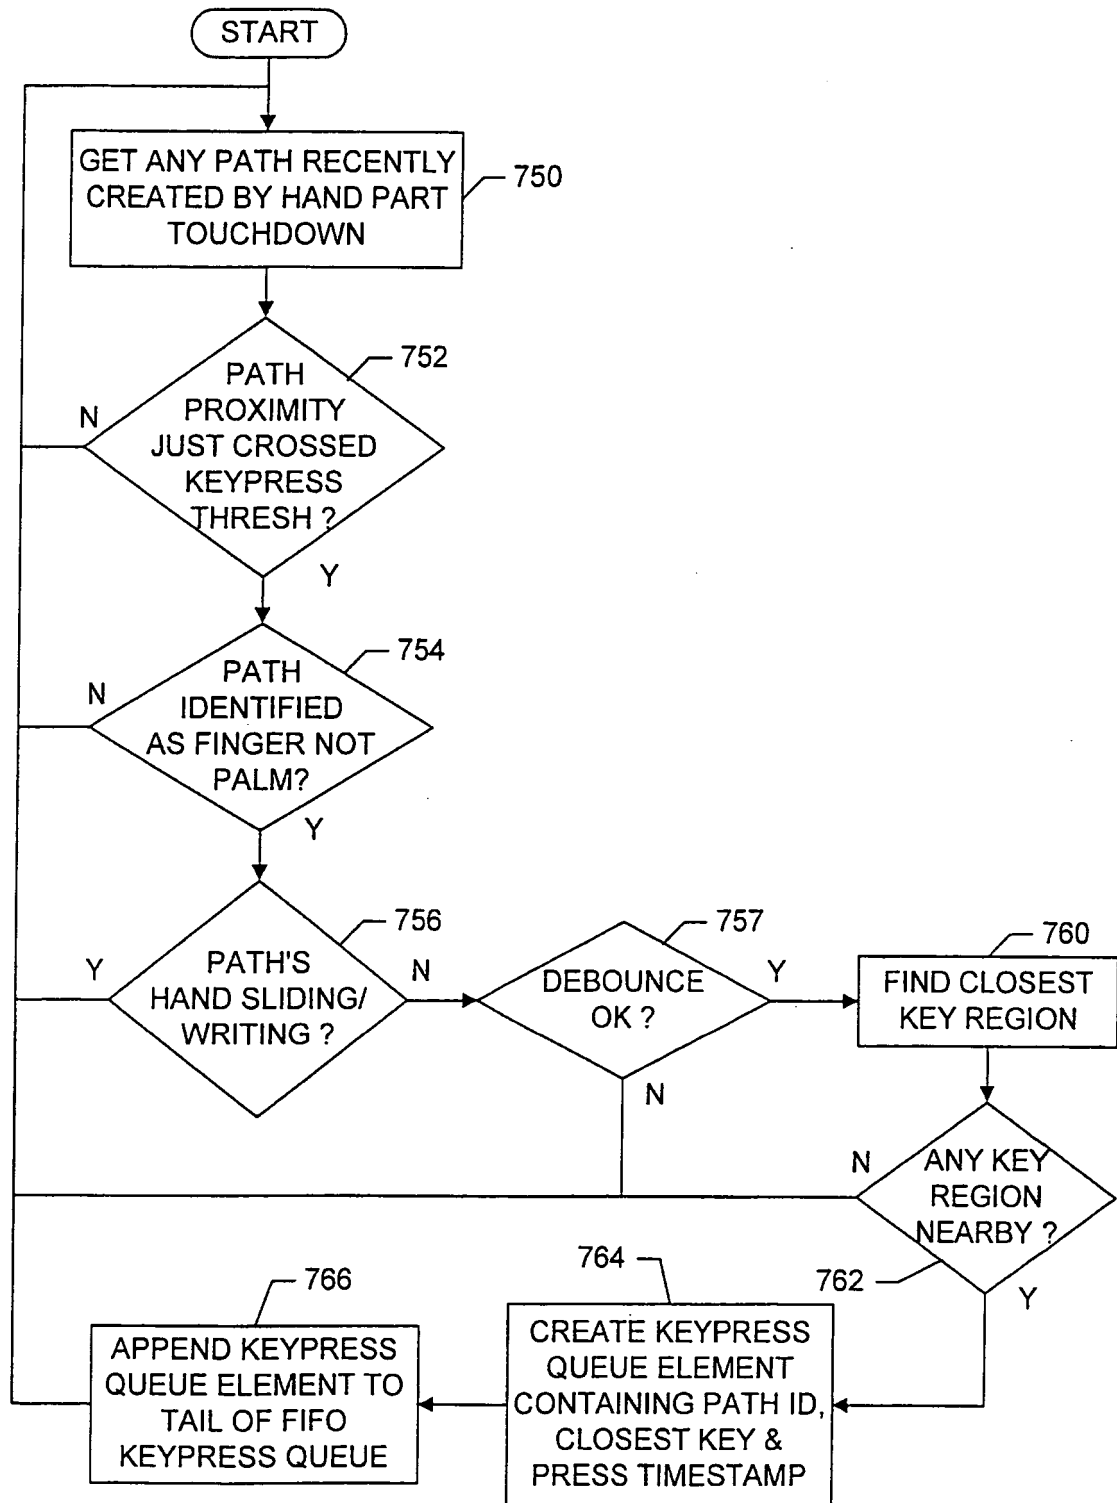 START
GET ANY PATH RECENTLY
CREATED BY HAND PART
TOUCHDOWN
750
752
PATH
PROXIMITY
JUST CROSSED
KEYPRESS
THRESH ?
N
Y
754
PATH
IDENTIFIED
AS FINGER NOT
PALM?
N
Y
756
PATH'S
HAND SLIDING/
WRITING ?
Y
N
757
DEBOUNCE
OK ?
Y
N
760
FIND CLOSEST
KEY REGION
ANY KEY
REGION
NEARBY ?
N
762
Y
764
CREATE KEYPRESS
QUEUE ELEMENT
CONTAINING PATH ID,
CLOSEST KEY &
PRESS TIMESTAMP
766
APPEND KEYPRESS
QUEUE ELEMENT TO
TAIL OF FIFO
KEYPRESS QUEUE